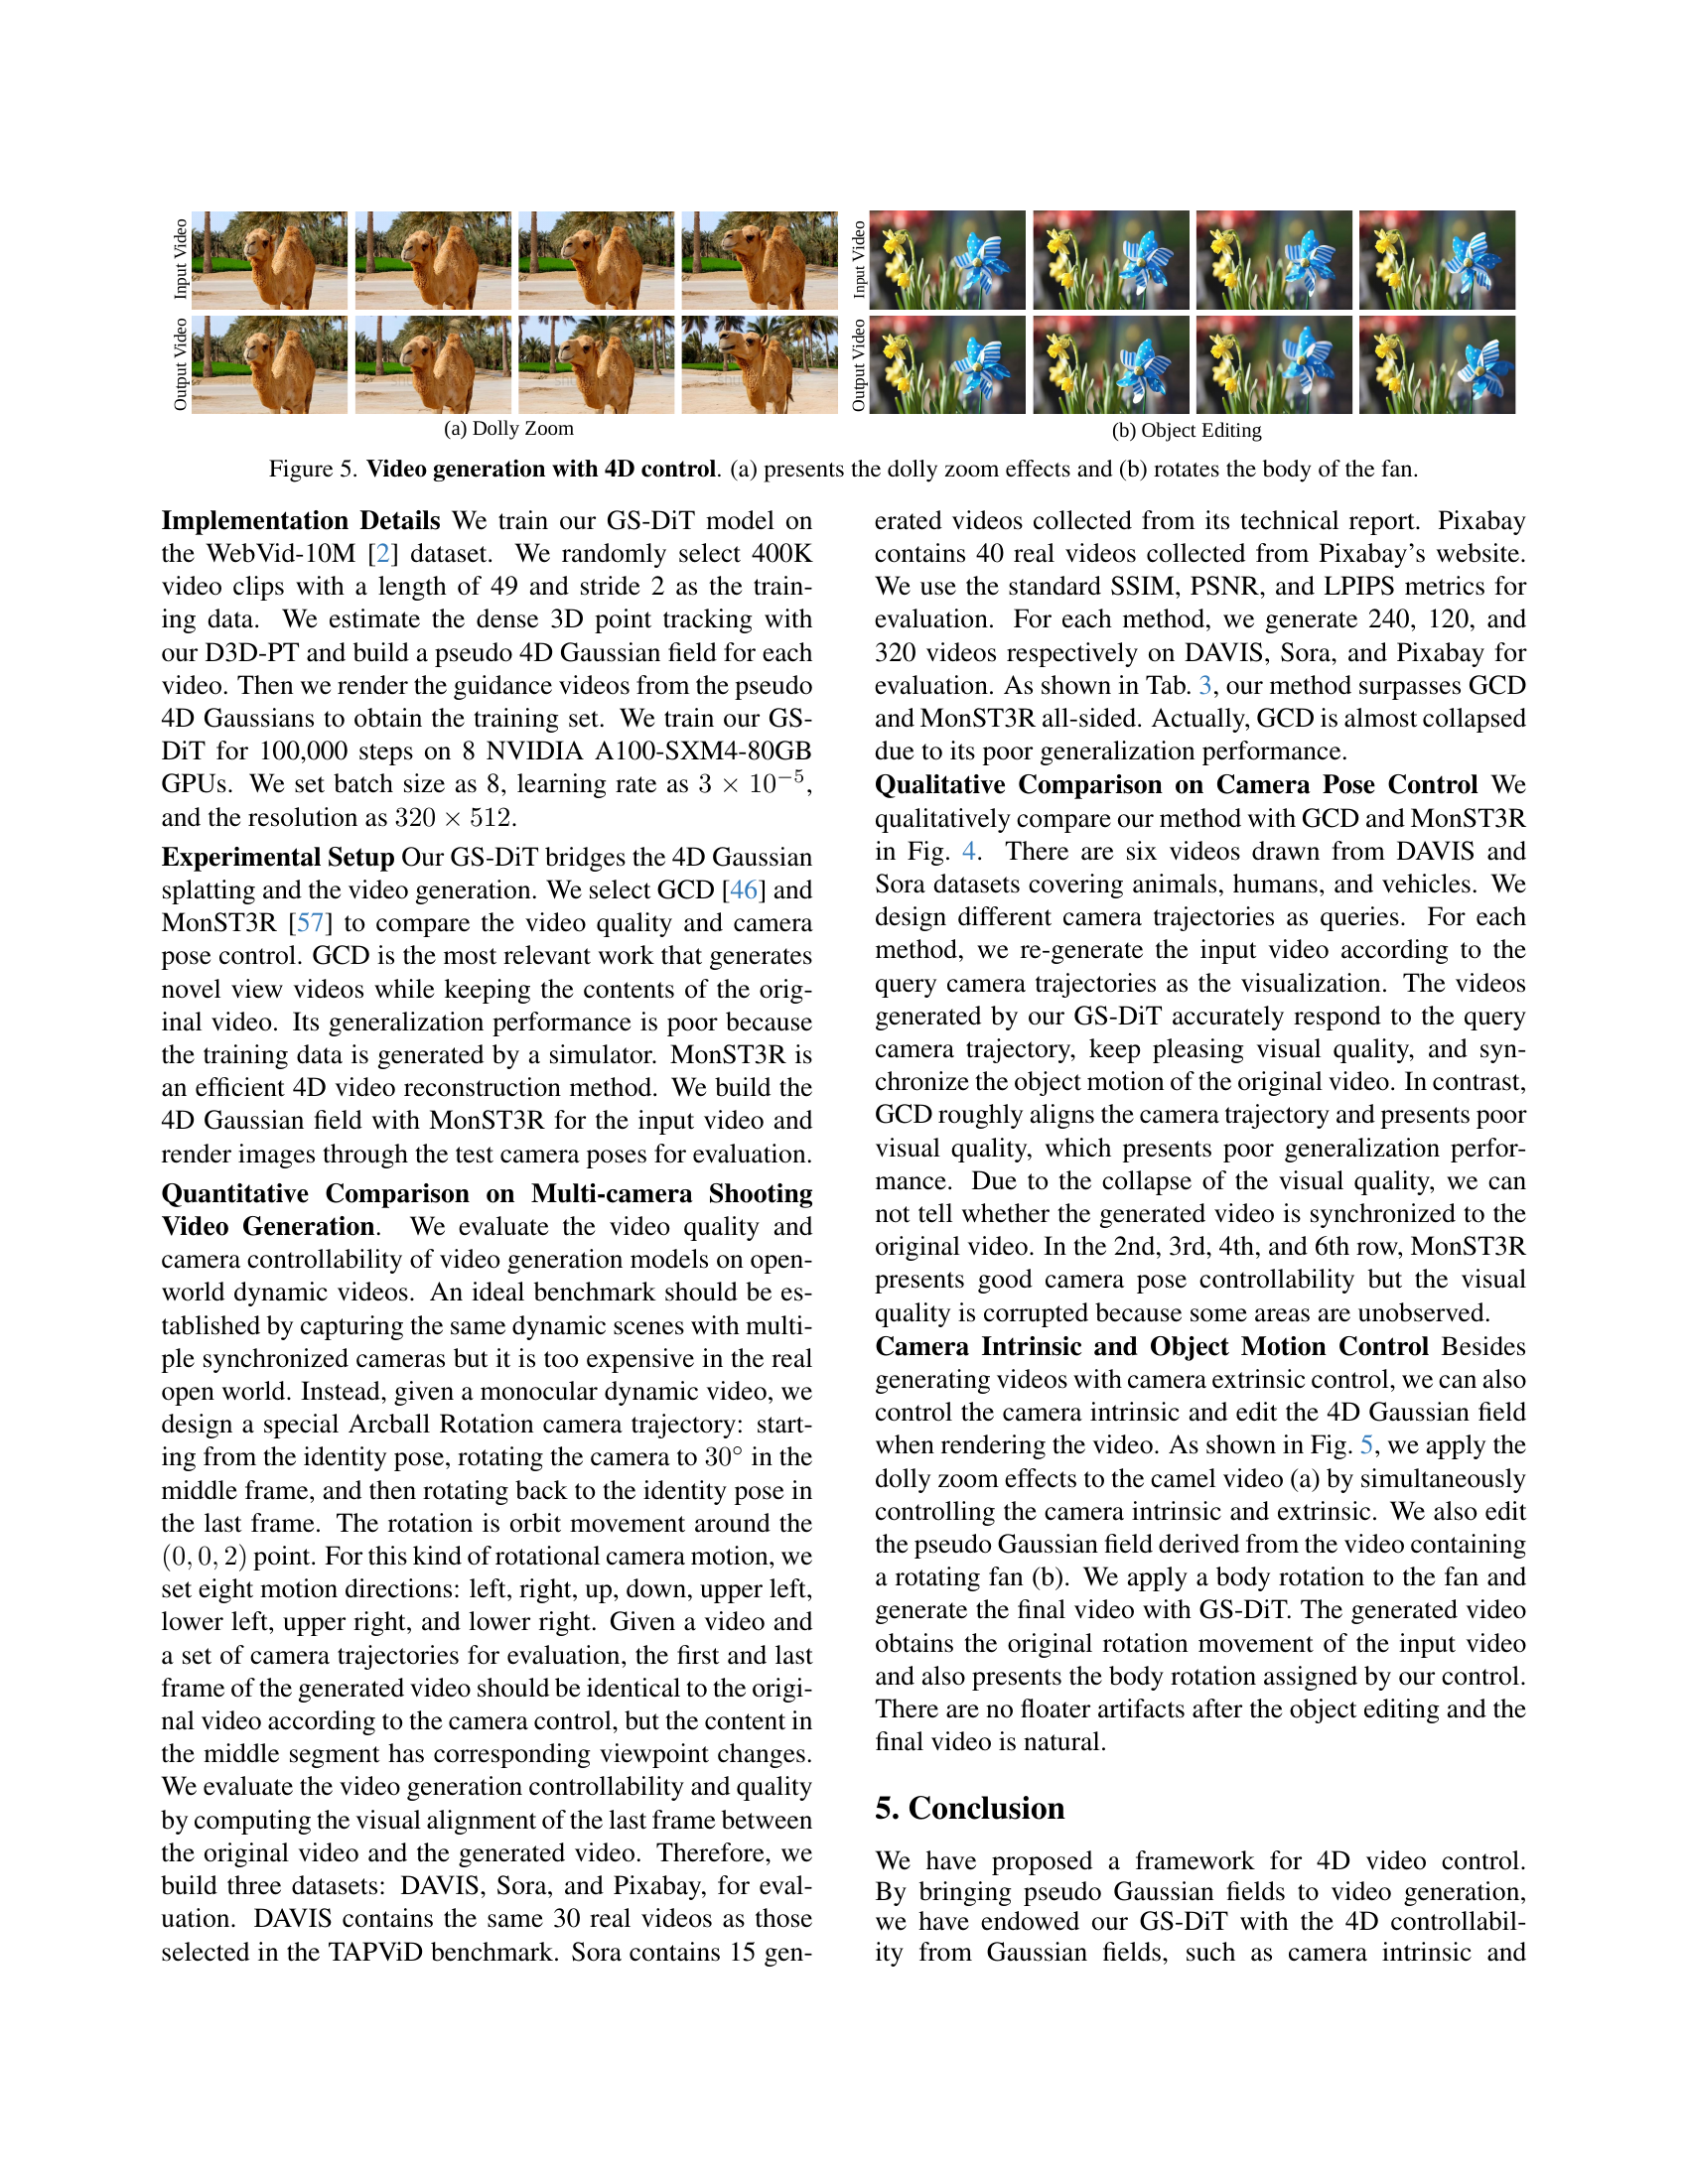 Input Video
Output Video
(a) Dolly Zoom
Input Video
Output Video
(b) Object Editing
Figure 5. Video generation with 4D control. (a) presents the dolly zoom effects and (b) rotates the body of the fan.
Implementation Details We train our GS-DiT model on
the WebVid-10M [2] dataset. We randomly select 400K
video clips with a length of 49 and stride 2 as the train-
ing data. We estimate the dense 3D point tracking with
our D3D-PT and build a pseudo 4D Gaussian field for each
video. Then we render the guidance videos from the pseudo
4D Gaussians to obtain the training set. We train our GS-
DiT for 100,000 steps on 8 NVIDIA A100-SXM4-80GB
GPUs. We set batch size as 8, learning rate as 3 × 10⁻⁵,
and the resolution as 320 × 512.
Experimental Setup Our GS-DiT bridges the 4D Gaussian
splatting and the video generation. We select GCD [46] and
MonST3R [57] to compare the video quality and camera
pose control. GCD is the most relevant work that generates
novel view videos while keeping the contents of the orig-
inal video. Its generalization performance is poor because
the training data is generated by a simulator. MonST3R is
an efficient 4D video reconstruction method. We build the
4D Gaussian field with MonST3R for the input video and
render images through the test camera poses for evaluation.
Quantitative Comparison on Multi-camera Shooting
Video Generation. We evaluate the video quality and
camera controllability of video generation models on open-
world dynamic videos. An ideal benchmark should be es-
tablished by capturing the same dynamic scenes with multi-
ple synchronized cameras but it is too expensive in the real
open world. Instead, given a monocular dynamic video, we
design a special Arcball Rotation camera trajectory: start-
ing from the identity pose, rotating the camera to 30° in the
middle frame, and then rotating back to the identity pose in
the last frame. The rotation is orbit movement around the
(0, 0, 2) point. For this kind of rotational camera motion, we
set eight motion directions: left, right, up, down, upper left,
lower left, upper right, and lower right. Given a video and
a set of camera trajectories for evaluation, the first and last
frame of the generated video should be identical to the origi-
nal video according to the camera control, but the content in
the middle segment has corresponding viewpoint changes.
We evaluate the video generation controllability and quality
by computing the visual alignment of the last frame between
the original video and the generated video. Therefore, we
build three datasets: DAVIS, Sora, and Pixabay, for eval-
uation. DAVIS contains the same 30 real videos as those
selected in the TAPViD benchmark. Sora contains 15 gen-
erated videos collected from its technical report. Pixabay
contains 40 real videos collected from Pixabay's website.
We use the standard SSIM, PSNR, and LPIPS metrics for
evaluation. For each method, we generate 240, 120, and
320 videos respectively on DAVIS, Sora, and Pixabay for
evaluation. As shown in Tab. 3, our method surpasses GCD
and MonST3R all-sided. Actually, GCD is almost collapsed
due to its poor generalization performance.
Qualitative Comparison on Camera Pose Control We
qualitatively compare our method with GCD and MonST3R
in Fig. 4. There are six videos drawn from DAVIS and
Sora datasets covering animals, humans, and vehicles. We
design different camera trajectories as queries. For each
method, we re-generate the input video according to the
query camera trajectories as the visualization. The videos
generated by our GS-DiT accurately respond to the query
camera trajectory, keep pleasing visual quality, and syn-
chronize the object motion of the original video. In contrast,
GCD roughly aligns the camera trajectory and presents poor
visual quality, which presents poor generalization perfor-
mance. Due to the collapse of the visual quality, we can
not tell whether the generated video is synchronized to the
original video. In the 2nd, 3rd, 4th, and 6th row, MonST3R
presents good camera pose controllability but the visual
quality is corrupted because some areas are unobserved.
Camera Intrinsic and Object Motion Control Besides
generating videos with camera extrinsic control, we can also
control the camera intrinsic and edit the 4D Gaussian field
when rendering the video. As shown in Fig. 5, we apply the
dolly zoom effects to the camel video (a) by simultaneously
controlling the camera intrinsic and extrinsic. We also edit
the pseudo Gaussian field derived from the video containing
a rotating fan (b). We apply a body rotation to the fan and
generate the final video with GS-DiT. The generated video
obtains the original rotation movement of the input video
and also presents the body rotation assigned by our control.
There are no floater artifacts after the object editing and the
final video is natural.
5. Conclusion
We have proposed a framework for 4D video control.
By bringing pseudo Gaussian fields to video generation,
we have endowed our GS-DiT with the 4D controllabil-
ity from Gaussian fields, such as camera intrinsic and